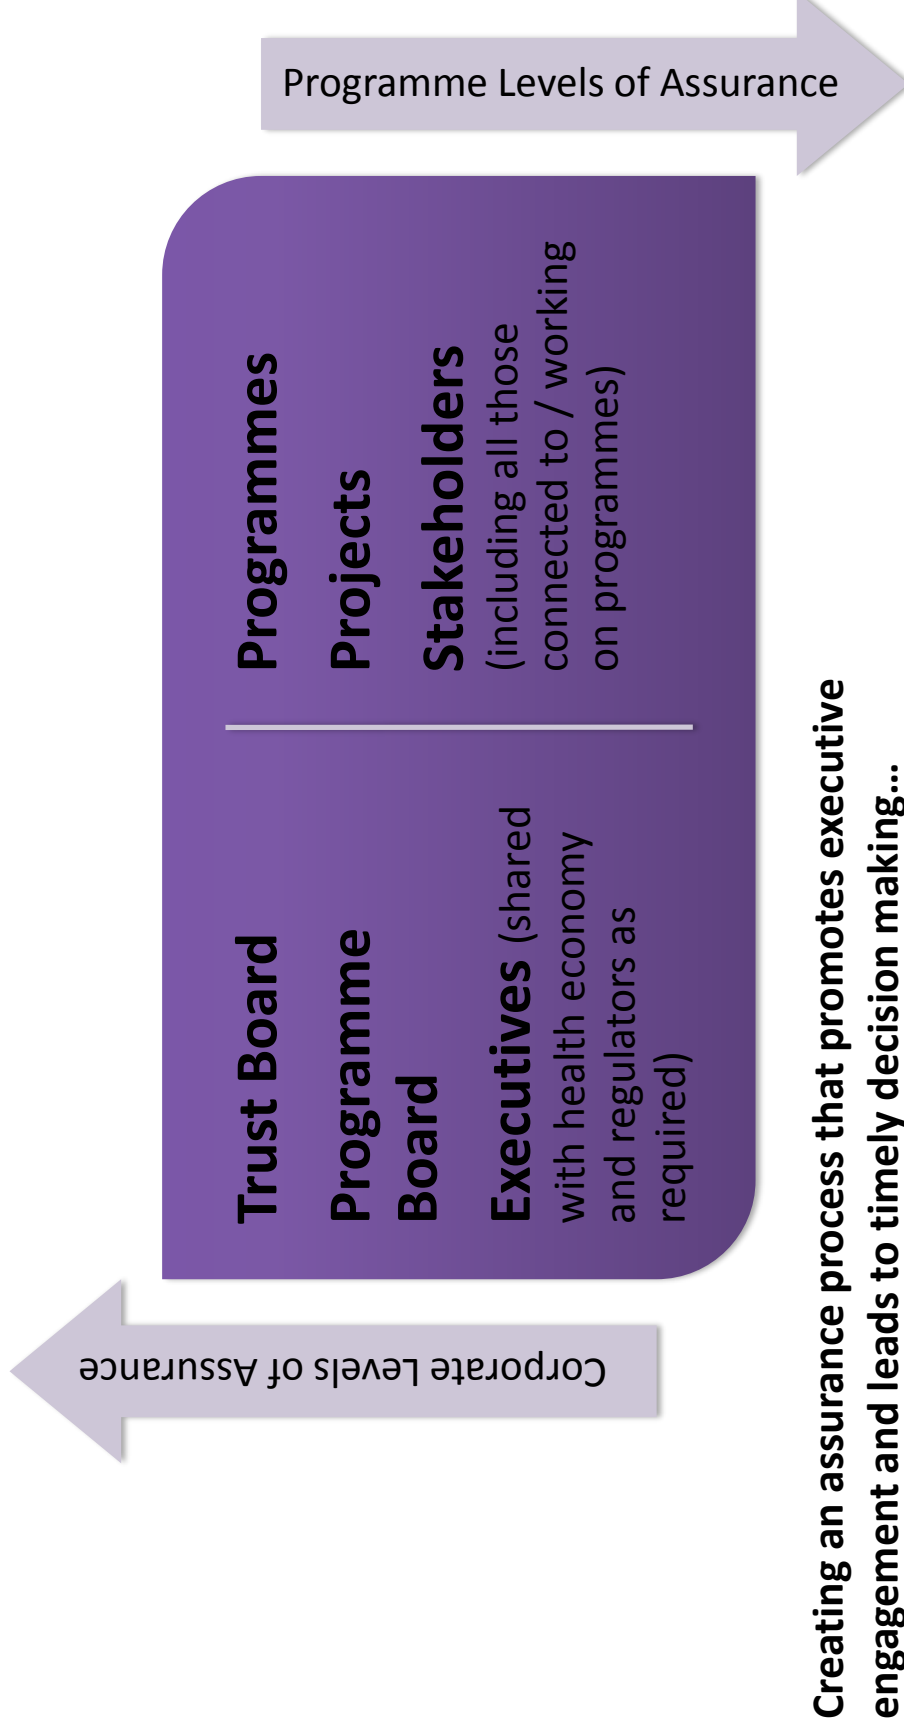 Corporate Levels of Assurance
Trust Board
Programme
Board
Executives (shared
with health economy
and regulators as
required)
Programmes
Projects
Stakeholders
(including all those
connected to / working
on programmes)
Programme Levels of Assurance
Creating an assurance process that promotes executive
engagement and leads to timely decision making...